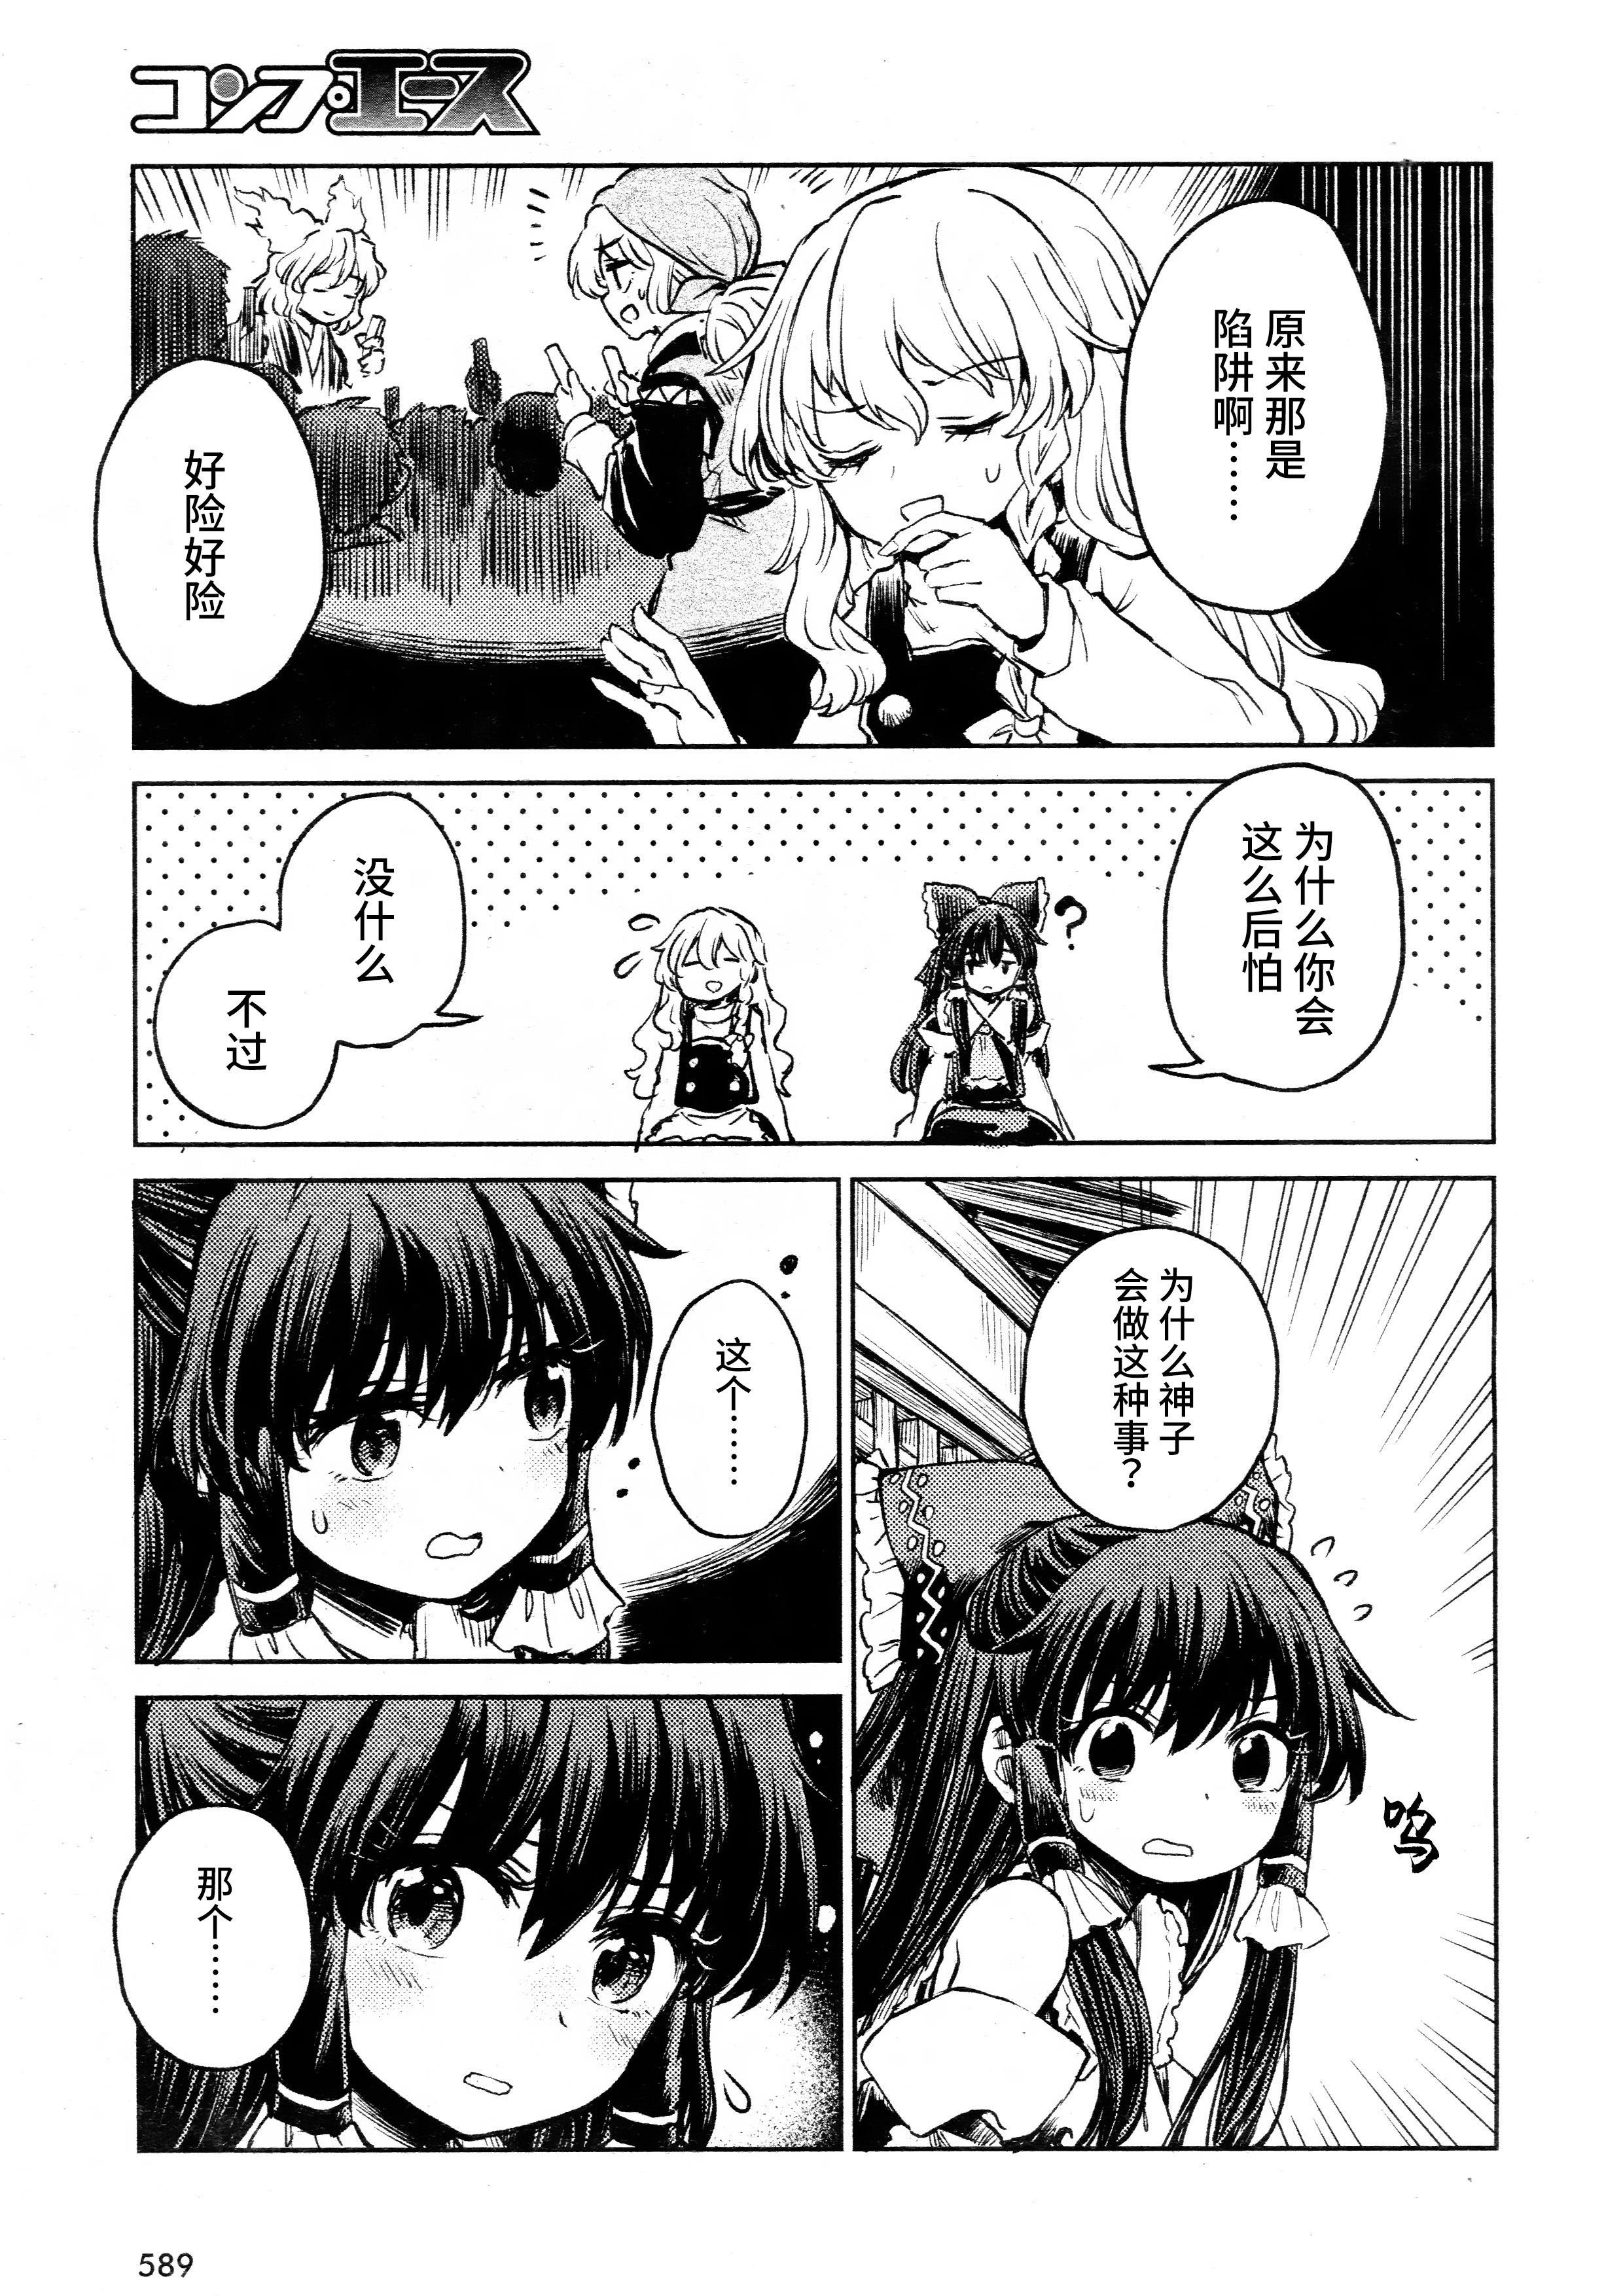 コンプ・エース
原来那是
陷阱啊……
好险好险
为什么你会
这么后怕
没什么
不过
为什么神子
会做这种事？
呜
这个……
那个……
589